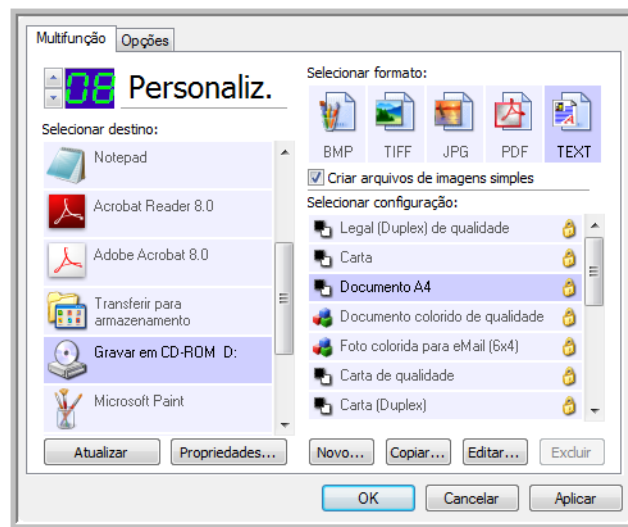 Multifunção
Opções
08 Personaliz.
Selecionar destino:
Notepad
Acrobat Reader 8.0
Adobe Acrobat 8.0
Transferir para
armazenamento
Gravar em CD-ROM D:
Microsoft Paint
Atualizar
Propriedades...
Selecionar formato:
BMP
TIFF
JPG
PDF
TEXT
Criar arquivos de imagens simples
Selecionar configuração:
Legal (Duplex) de qualidade
Carta
Documento A4
Documento colorido de qualidade
Foto colorida para eMail (6x4)
Carta de qualidade
Carta (Duplex)
Novo...
Copiar...
Editar...
Excluir
OK
Cancelar
Aplicar